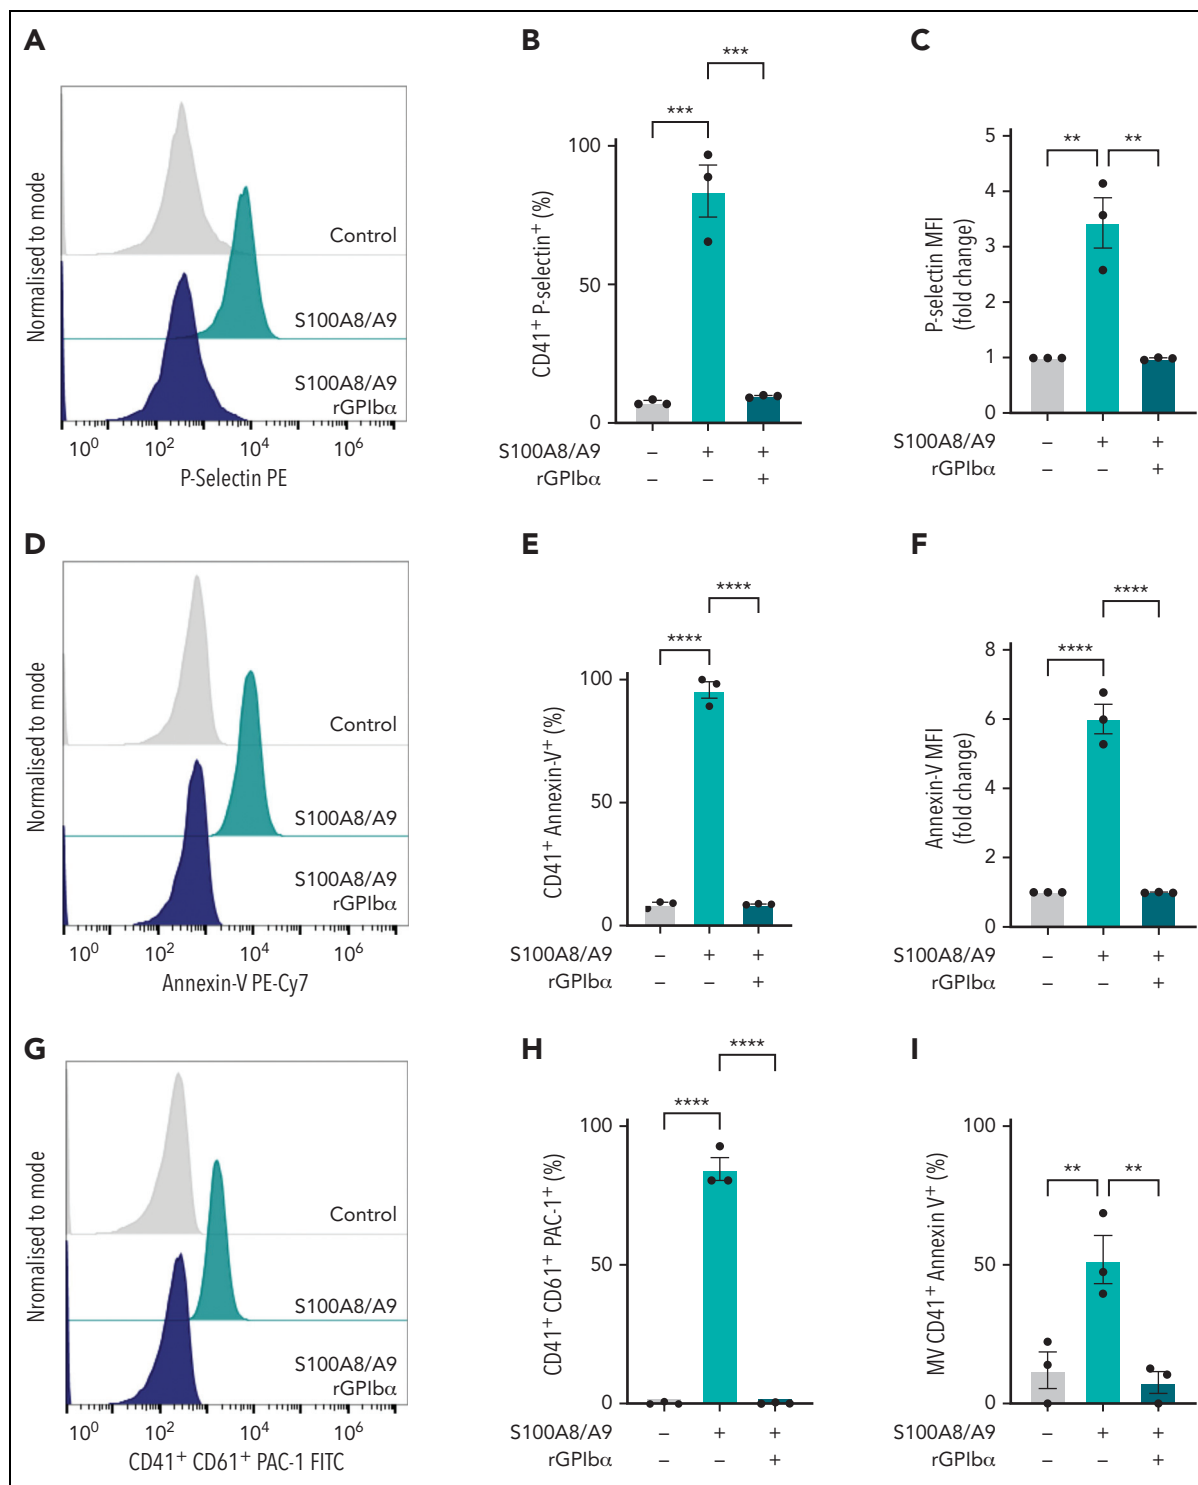 A
Normalised to mode
Control
S100A8/A9
S100A8/A9
rGPIbα
10⁰ 10² 10⁴ 10⁶
P-Selectin PE
B
CD41⁺ P-selectin⁺ (%)
***
***
100
50
0
S100A8/A9 – + +
rGPIbα – – +
C
P-selectin MFI
(fold change)
** **
5
4
3
2
1
0
S100A8/A9 – + +
rGPIbα – – +
D
Normalised to mode
Control
S100A8/A9
S100A8/A9
rGPIbα
10⁰ 10² 10⁴ 10⁶
Annexin-V PE-Cy7
E
CD41⁺ Annexin-V⁺ (%)
****
****
100
50
0
S100A8/A9 – + +
rGPIbα – – +
F
Annexin-V MFI
(fold change)
****
****
8
6
4
2
0
S100A8/A9 – + +
rGPIbα – – +
G
Nromalised to mode
Control
S100A8/A9
S100A8/A9
rGPIbα
10⁰ 10² 10⁴ 10⁶
CD41⁺ CD61⁺ PAC-1 FITC
H
CD41⁺ CD61⁺ PAC-1⁺ (%)
****
****
100
50
0
S100A8/A9 – + +
rGPIbα – – +
I
MV CD41⁺ Annexin V⁺ (%)
** **
100
50
0
S100A8/A9 – + +
rGPIbα – – +